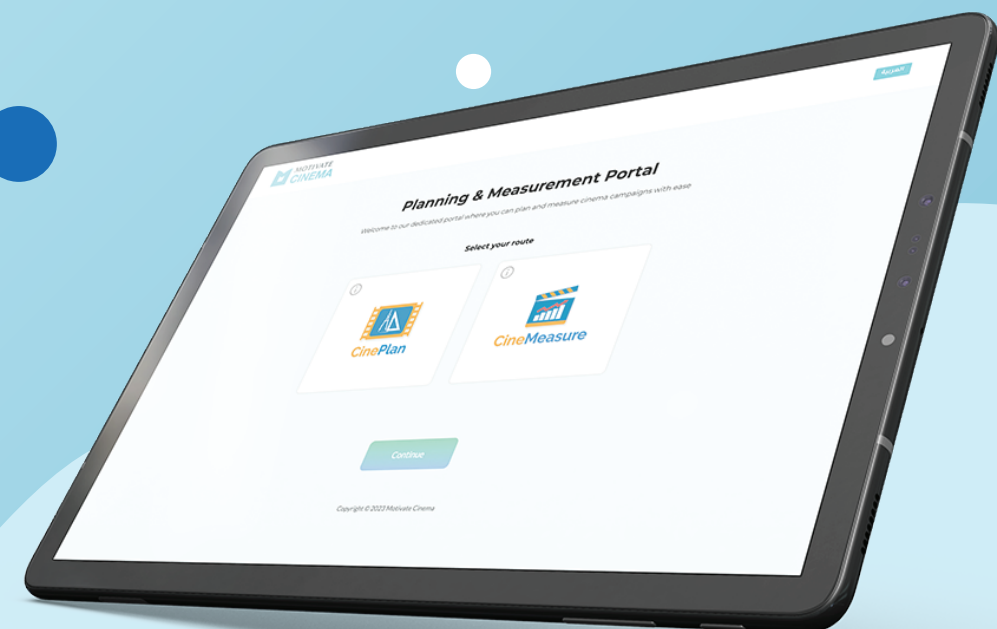 العربية
MOTIVATE
CINEMA
Planning & Measurement Portal
Welcome to our dedicated portal where you can plan and measure cinema campaigns with ease
Select your route
CinePlan
CineMeasure
Continue
Copyright © 2023 Motivate Cinema